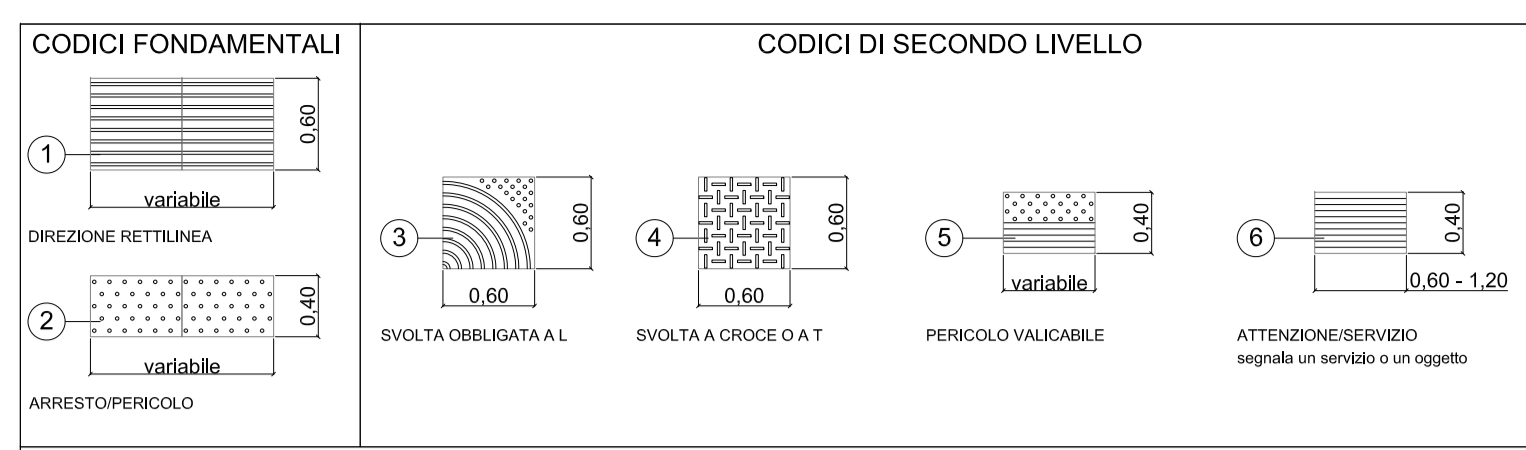 CODICI FONDAMENTALI
1
0,60
variabile
DIREZIONE RETTILINEA
2
0,40
variabile
ARRESTO/PERICOLO
CODICI DI SECONDO LIVELLO
3
0,60
0,60
SVOLTA OBBLIGATA A L
4
0,60
0,60
SVOLTA A CROCE O A T
5
0,40
variabile
PERICOLO VALICABILE
6
0,40
0,60 - 1,20
ATTENZIONE/SERVIZIO
segnala un servizio o un oggetto